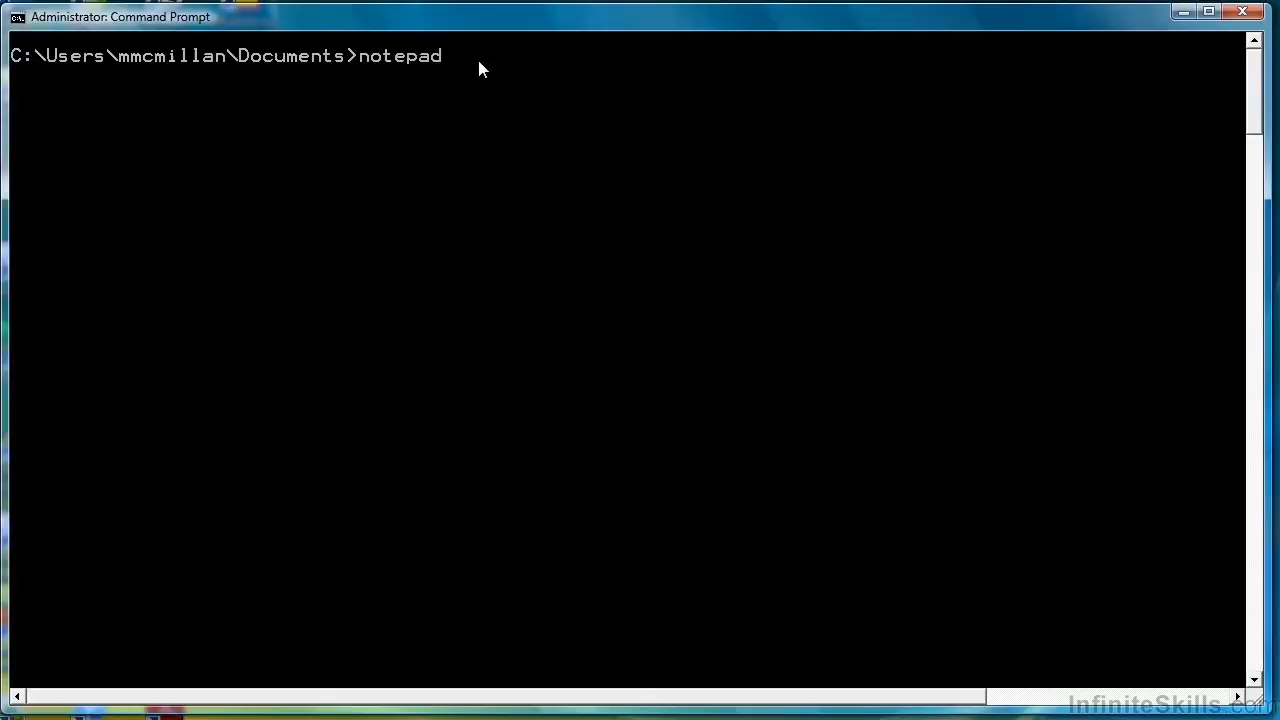 Administrator: Command Prompt
C:\Users\mmcmillan\Documents>notepad
InfiniteSkills.com